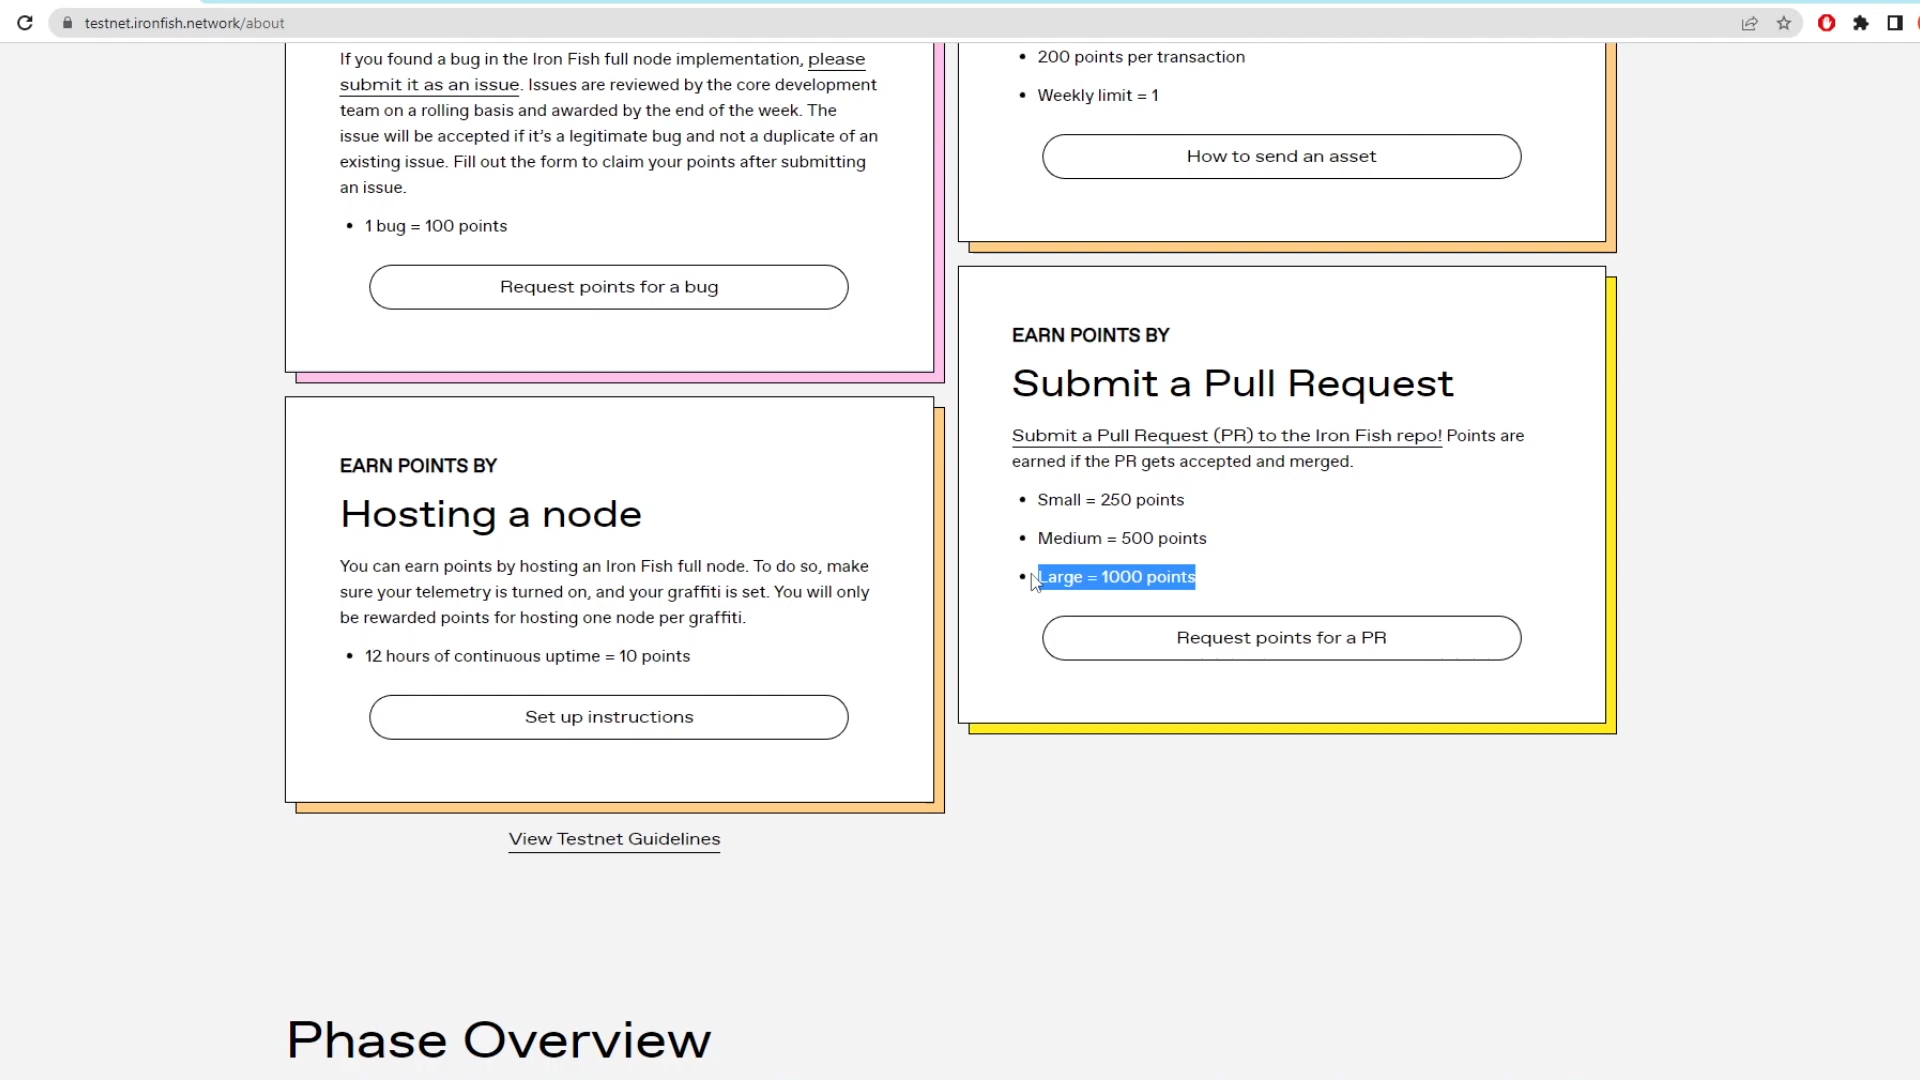 testnet.ironfish.network/about
If you found a bug in the Iron Fish full node implementation, please
submit it as an issue. Issues are reviewed by the core development
team on a rolling basis and awarded by the end of the week. The
issue will be accepted if it’s a legitimate bug and not a duplicate of an
existing issue. Fill out the form to claim your points after submitting
an issue.
• 1 bug = 100 points
Request points for a bug
EARN POINTS BY
Hosting a node
You can earn points by hosting an Iron Fish full node. To do so, make
sure your telemetry is turned on, and your graffiti is set. You will only
be rewarded points for hosting one node per graffiti.
• 12 hours of continuous uptime = 10 points
Set up instructions
View Testnet Guidelines
• 200 points per transaction
• Weekly limit = 1
How to send an asset
EARN POINTS BY
Submit a Pull Request
Submit a Pull Request (PR) to the Iron Fish repo! Points are
earned if the PR gets accepted and merged.
• Small = 250 points
• Medium = 500 points
• Large = 1000 points
Request points for a PR
Phase Overview